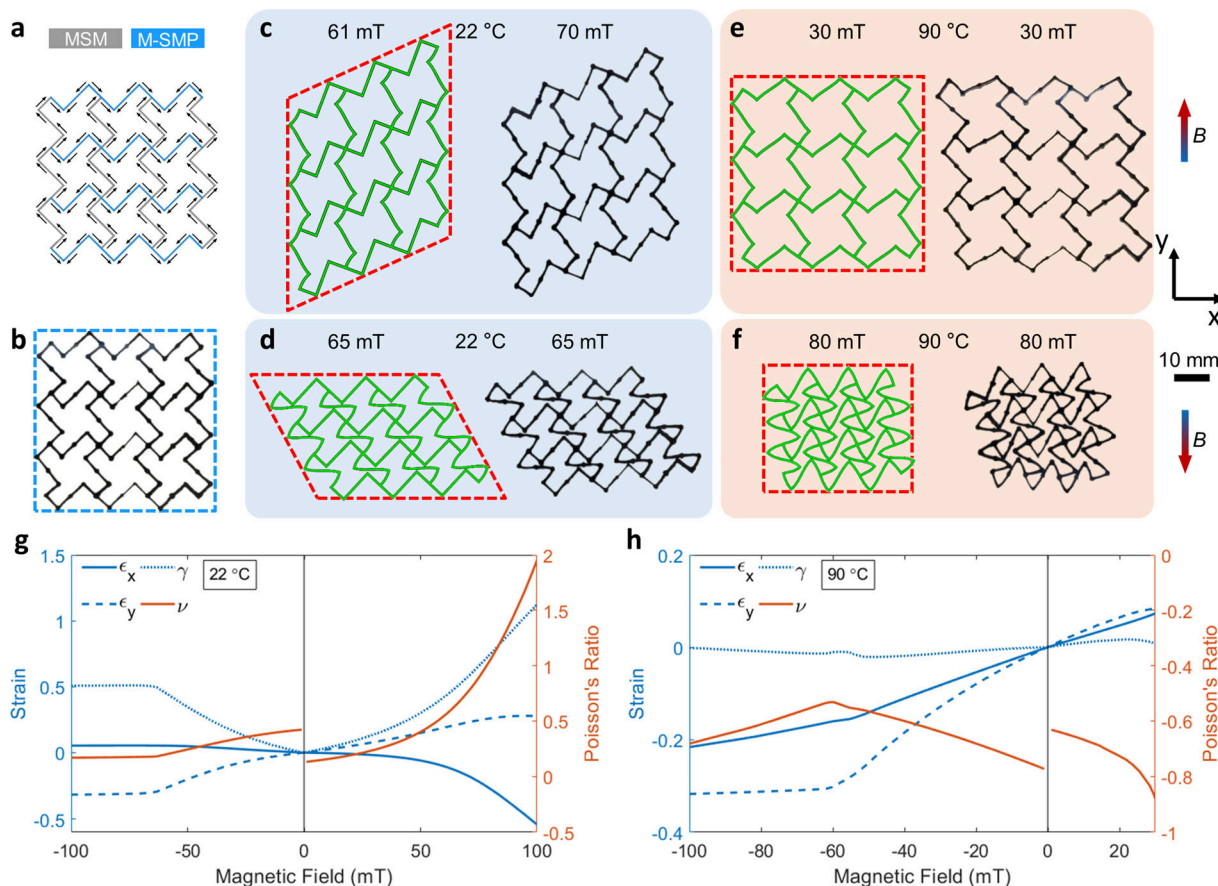 a
MSM M-SMP
b
c
61 mT 22 °C 70 mT
d
65 mT 22 °C 65 mT
e
30 mT 90 °C 30 mT
f
80 mT 90 °C 80 mT
B
y
x
10 mm
B
g
1.5
1
0.5
0
-0.5
Strain
ϵx γ 22 °C
ϵy ν
2
1.5
1
0.5
0
-0.5
Poisson's Ratio
-100 -50 0 50 100
Magnetic Field (mT)
h
0.2
0
-0.2
-0.4
Strain
ϵx γ 90 °C
ϵy ν
0
-0.2
-0.4
-0.6
-0.8
-1
Poisson's Ratio
-100 -80 -60 -40 -20 0 20
Magnetic Field (mT)